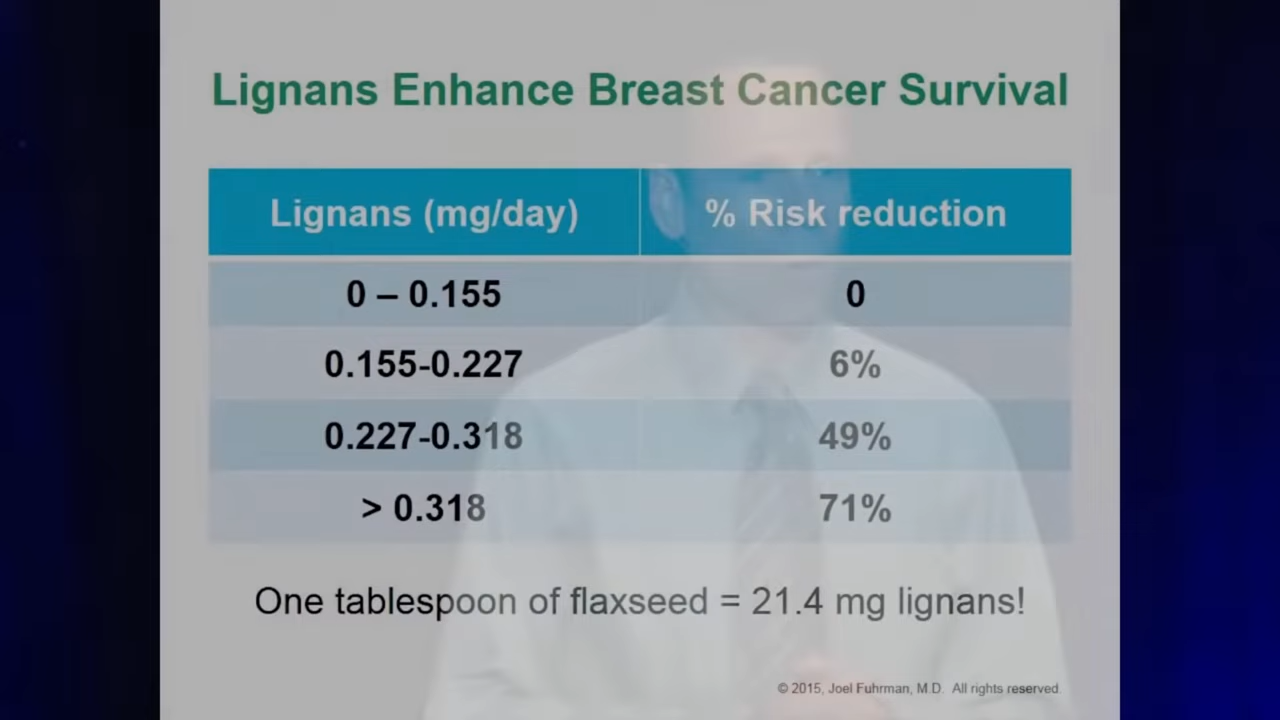 Lignans Enhance Breast Cancer Survival
Lignans (mg/day) % Risk reduction
0 – 0.155 0
0.155-0.227 6%
0.227-0.318 49%
> 0.318 71%
One tablespoon of flaxseed = 21.4 mg lignans!
© 2015, Joel Fuhrman, M.D. All rights reserved.